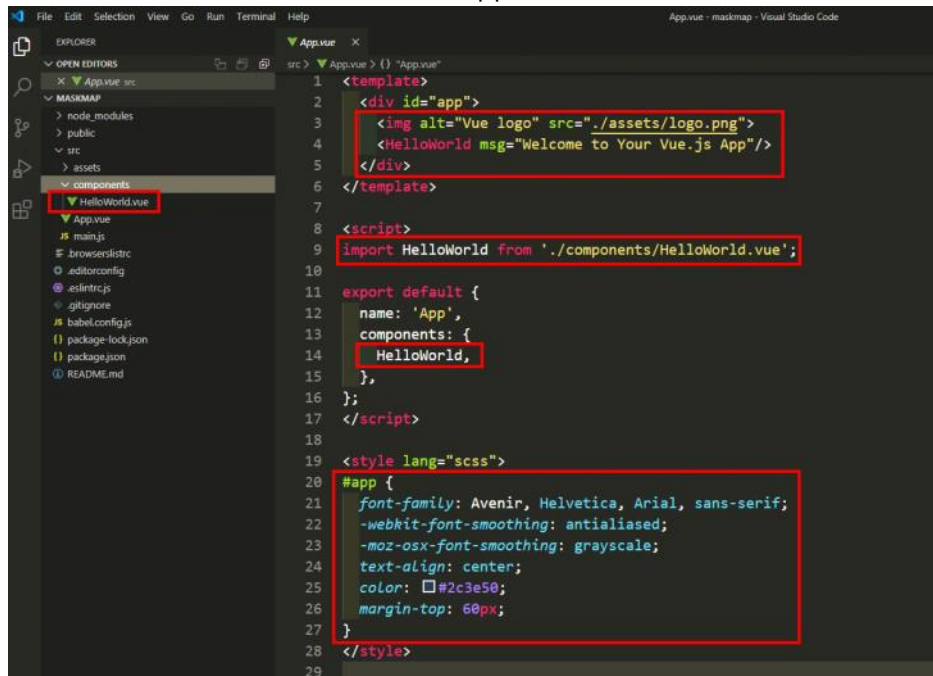 File Edit Selection View Go Run Terminal Help App.vue - maskmap - Visual Studio Code
EXPLORER
OPEN EDITORS
App.vue src
MASKMAP
node_modules
public
src
assets
components
HelloWorld.vue
App.vue
JS main.js
.browserslistrc
.editorconfig
.eslintrc.js
.gitignore
JS babel.config.js
{} package-lock.json
{} package.json
README.md
App.vue ×
src > App.vue > {} "App.vue"
1 <template>
2 <div id="app">
3 <img alt="Vue logo" src="./assets/logo.png">
4 <HelloWorld msg="Welcome to Your Vue.js App"/>
5 </div>
6 </template>
7
8 <script>
9 import HelloWorld from './components/HelloWorld.vue';
10
11 export default {
12 name: 'App',
13 components: {
14 HelloWorld,
15 },
16 };
17 </script>
18
19 <style lang="scss">
20 #app {
21 font-family: Avenir, Helvetica, Arial, sans-serif;
22 -webkit-font-smoothing: antialiased;
23 -moz-osx-font-smoothing: grayscale;
24 text-align: center;
25 color: #2c3e50;
26 margin-top: 60px;
27 }
28 </style>
29